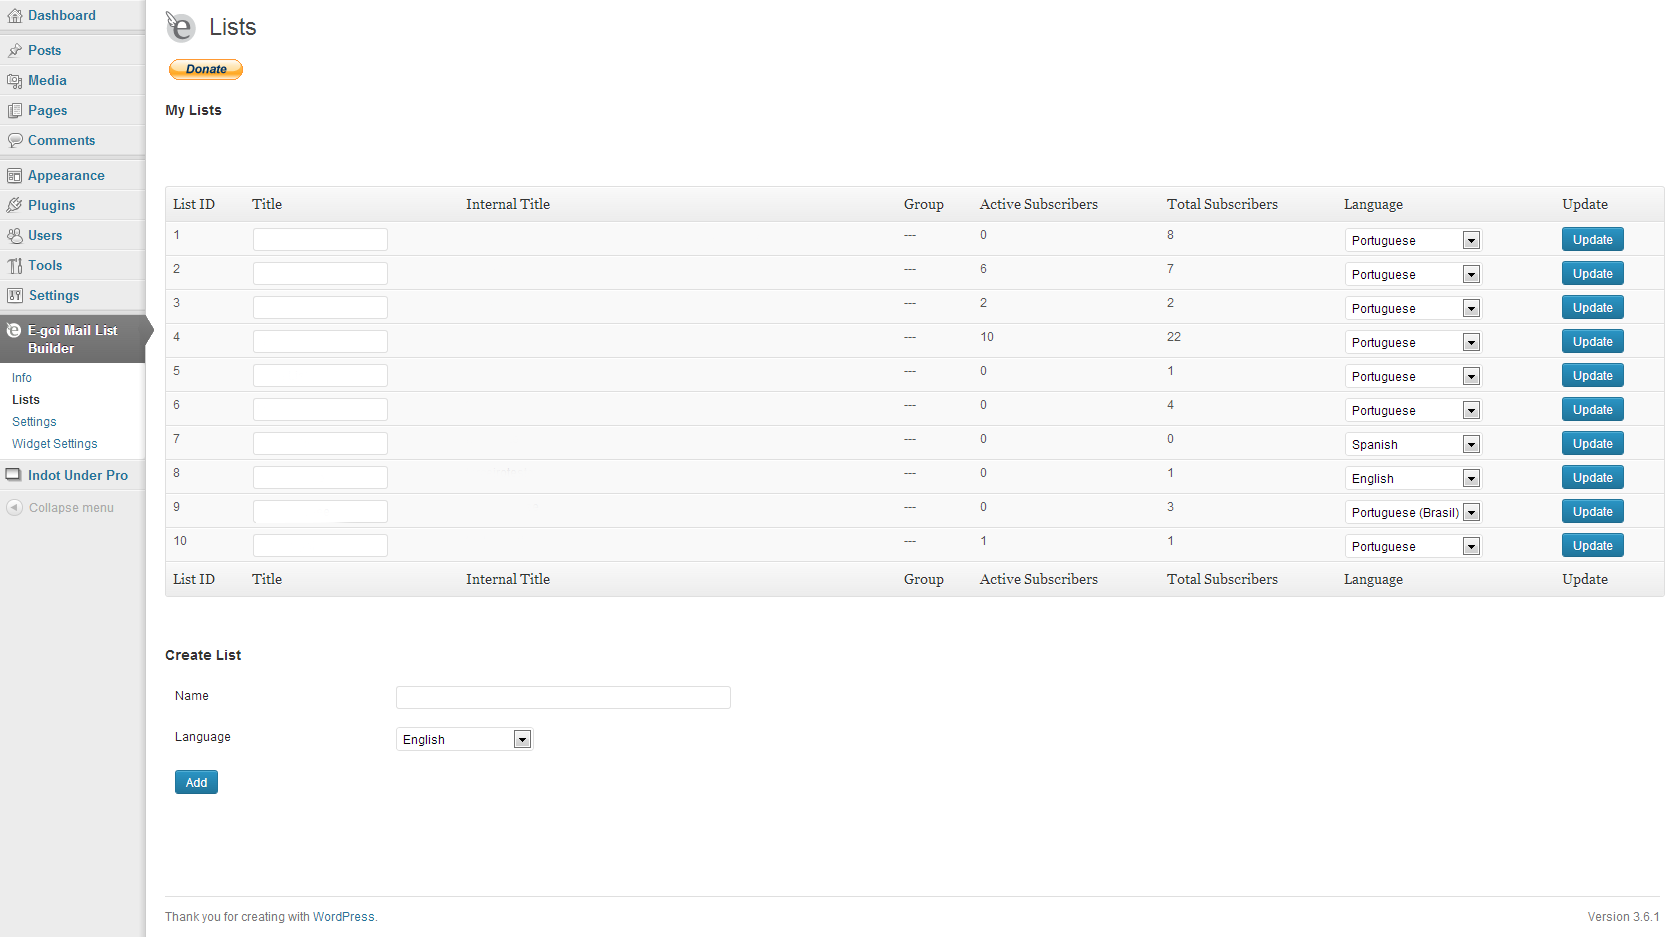 Dashboard
Posts
Media
Pages
Comments
Appearance
Plugins
Users
Tools
Settings
E-goi Mail List
Builder
Info
Lists
Settings
Widget Settings
Indot Under Pro
Collapse menu
Lists
Donate
My Lists
List ID Title Internal Title Group Active Subscribers Total Subscribers Language Update
1 --- 0 8 Portuguese Update
2 --- 6 7 Portuguese Update
3 --- 2 2 Portuguese Update
4 --- 10 22 Portuguese Update
5 --- 0 1 Portuguese Update
6 --- 0 4 Portuguese Update
7 --- 0 0 Spanish Update
8 --- 0 1 English Update
9 --- 0 3 Portuguese (Brasil) Update
10 --- 1 1 Portuguese Update
List ID Title Internal Title Group Active Subscribers Total Subscribers Language Update
Create List
Name
Language English
Add
Thank you for creating with WordPress.
Version 3.6.1